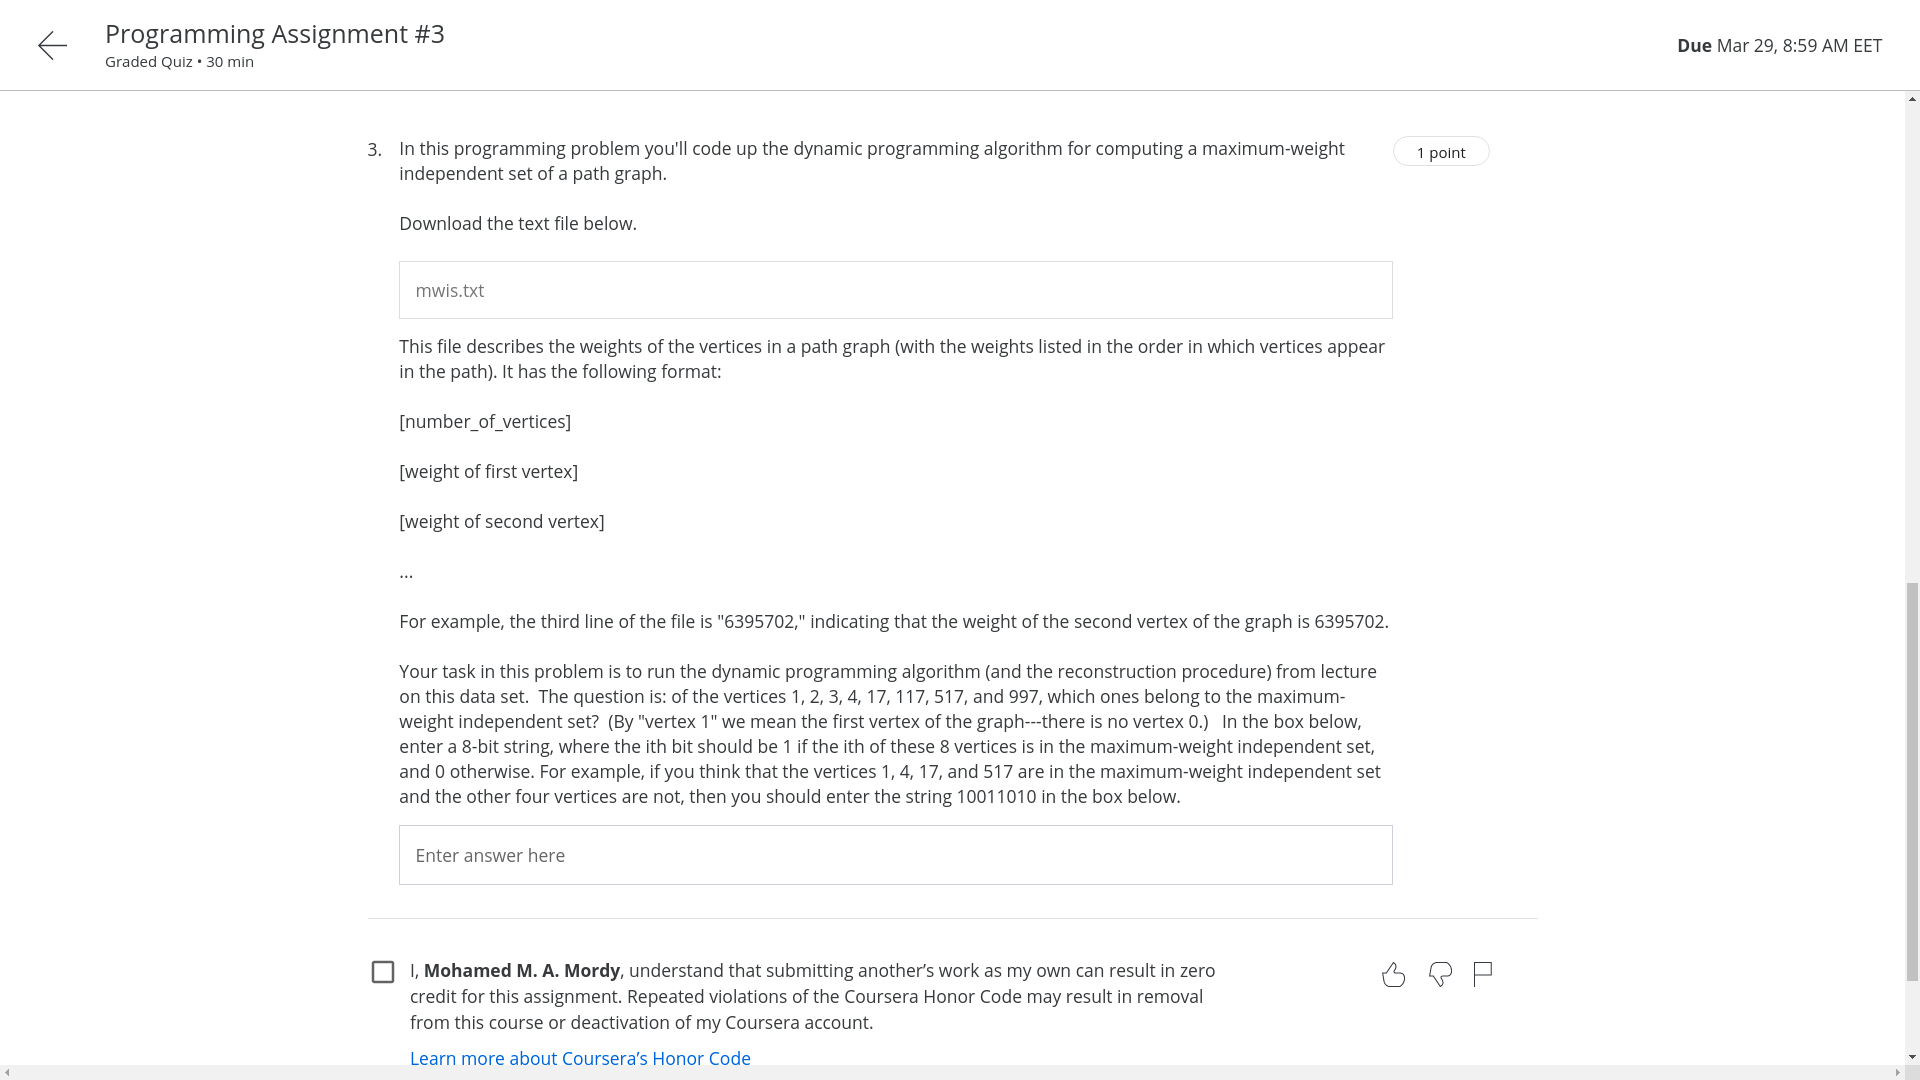 Programming Assignment #3
Graded Quiz • 30 min
Due Mar 29, 8:59 AM EET
3. In this programming problem you'll code up the dynamic programming algorithm for computing a maximum-weight
independent set of a path graph.
1 point
Download the text file below.
mwis.txt
This file describes the weights of the vertices in a path graph (with the weights listed in the order in which vertices appear
in the path). It has the following format:
[number_of_vertices]
[weight of first vertex]
[weight of second vertex]
...
For example, the third line of the file is "6395702," indicating that the weight of the second vertex of the graph is 6395702.
Your task in this problem is to run the dynamic programming algorithm (and the reconstruction procedure) from lecture
on this data set.  The question is: of the vertices 1, 2, 3, 4, 17, 117, 517, and 997, which ones belong to the maximum-
weight independent set?  (By "vertex 1" we mean the first vertex of the graph---there is no vertex 0.)   In the box below,
enter a 8-bit string, where the ith bit should be 1 if the ith of these 8 vertices is in the maximum-weight independent set,
and 0 otherwise. For example, if you think that the vertices 1, 4, 17, and 517 are in the maximum-weight independent set
and the other four vertices are not, then you should enter the string 10011010 in the box below.
Enter answer here
I, Mohamed M. A. Mordy, understand that submitting another’s work as my own can result in zero
credit for this assignment. Repeated violations of the Coursera Honor Code may result in removal
from this course or deactivation of my Coursera account.
Learn more about Coursera’s Honor Code